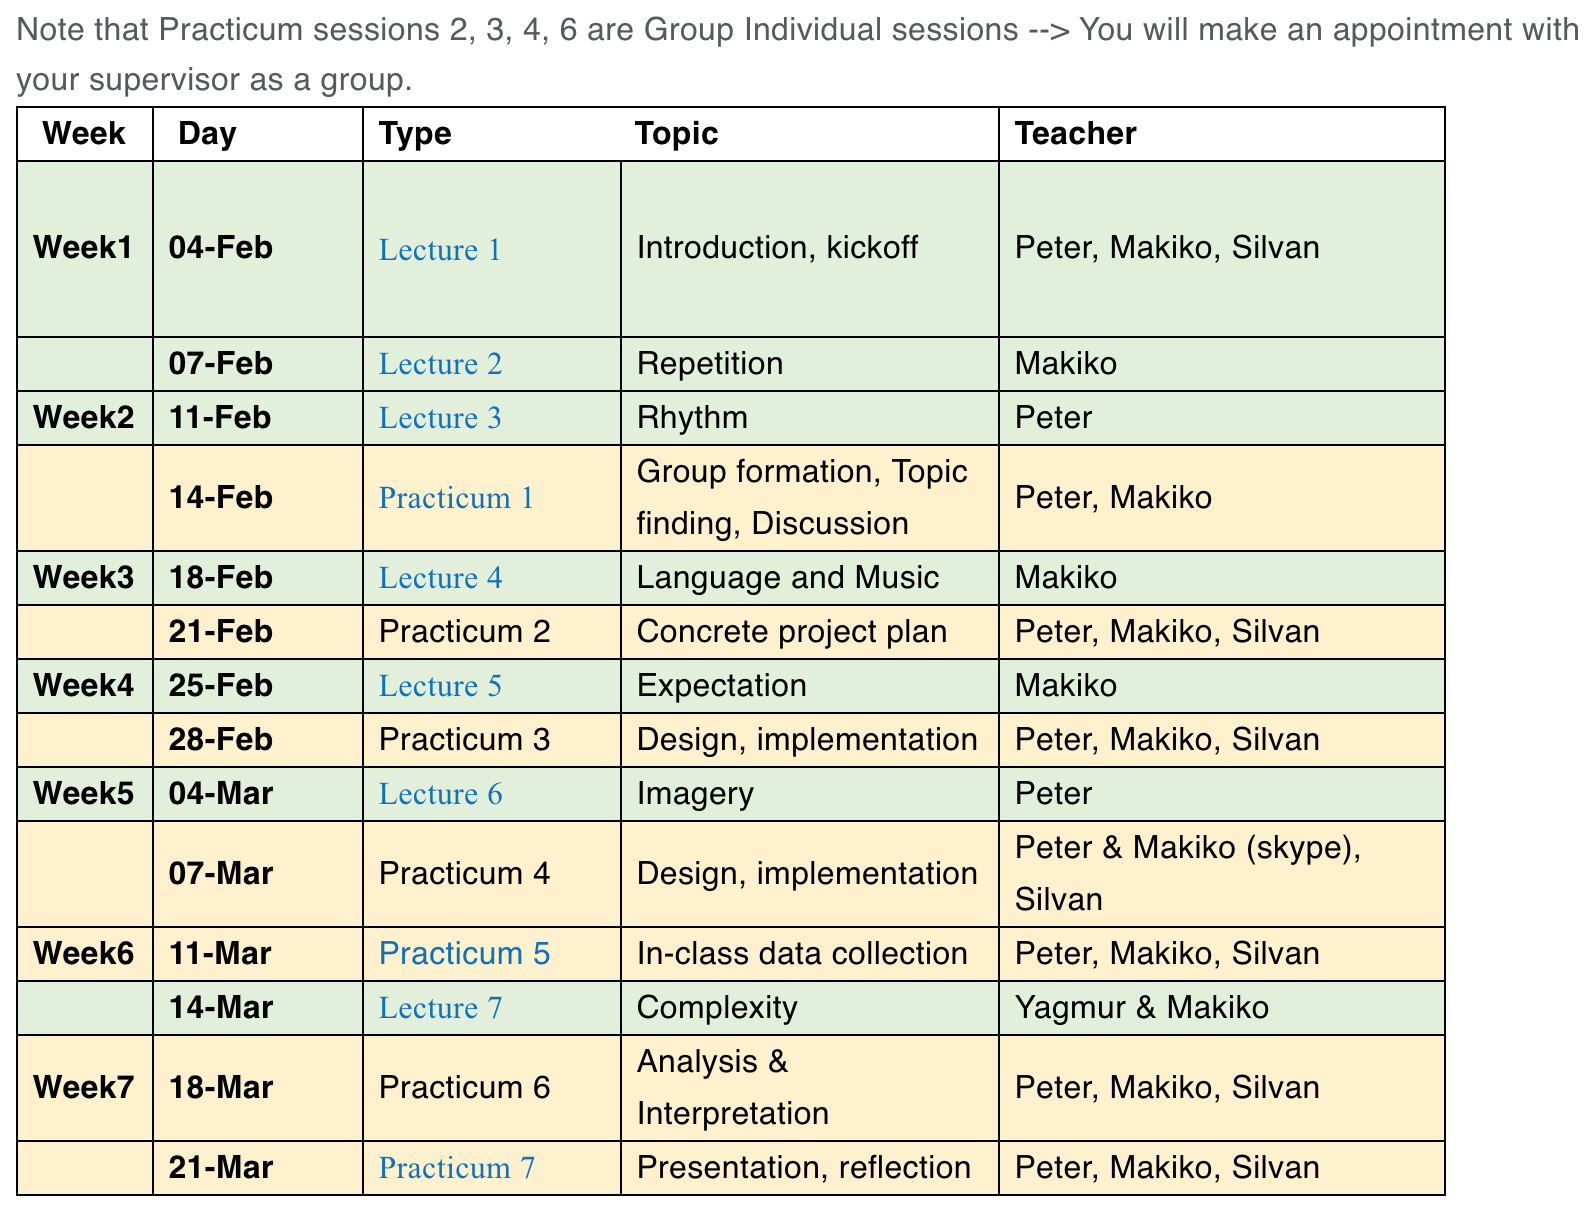 Note that Practicum sessions 2, 3, 4, 6 are Group Individual sessions --> You will make an appointment with
your supervisor as a group.
Week Day Type Topic Teacher
Week1 04-Feb Lecture 1 Introduction, kickoff Peter, Makiko, Silvan
07-Feb Lecture 2 Repetition Makiko
Week2 11-Feb Lecture 3 Rhythm Peter
14-Feb Practicum 1 Group formation, Topic
finding, Discussion Peter, Makiko
Week3 18-Feb Lecture 4 Language and Music Makiko
21-Feb Practicum 2 Concrete project plan Peter, Makiko, Silvan
Week4 25-Feb Lecture 5 Expectation Makiko
28-Feb Practicum 3 Design, implementation Peter, Makiko, Silvan
Week5 04-Mar Lecture 6 Imagery Peter
07-Mar Practicum 4 Design, implementation Peter & Makiko (skype),
Silvan
Week6 11-Mar Practicum 5 In-class data collection Peter, Makiko, Silvan
14-Mar Lecture 7 Complexity Yagmur & Makiko
Week7 18-Mar Practicum 6 Analysis &
Interpretation Peter, Makiko, Silvan
21-Mar Practicum 7 Presentation, reflection Peter, Makiko, Silvan